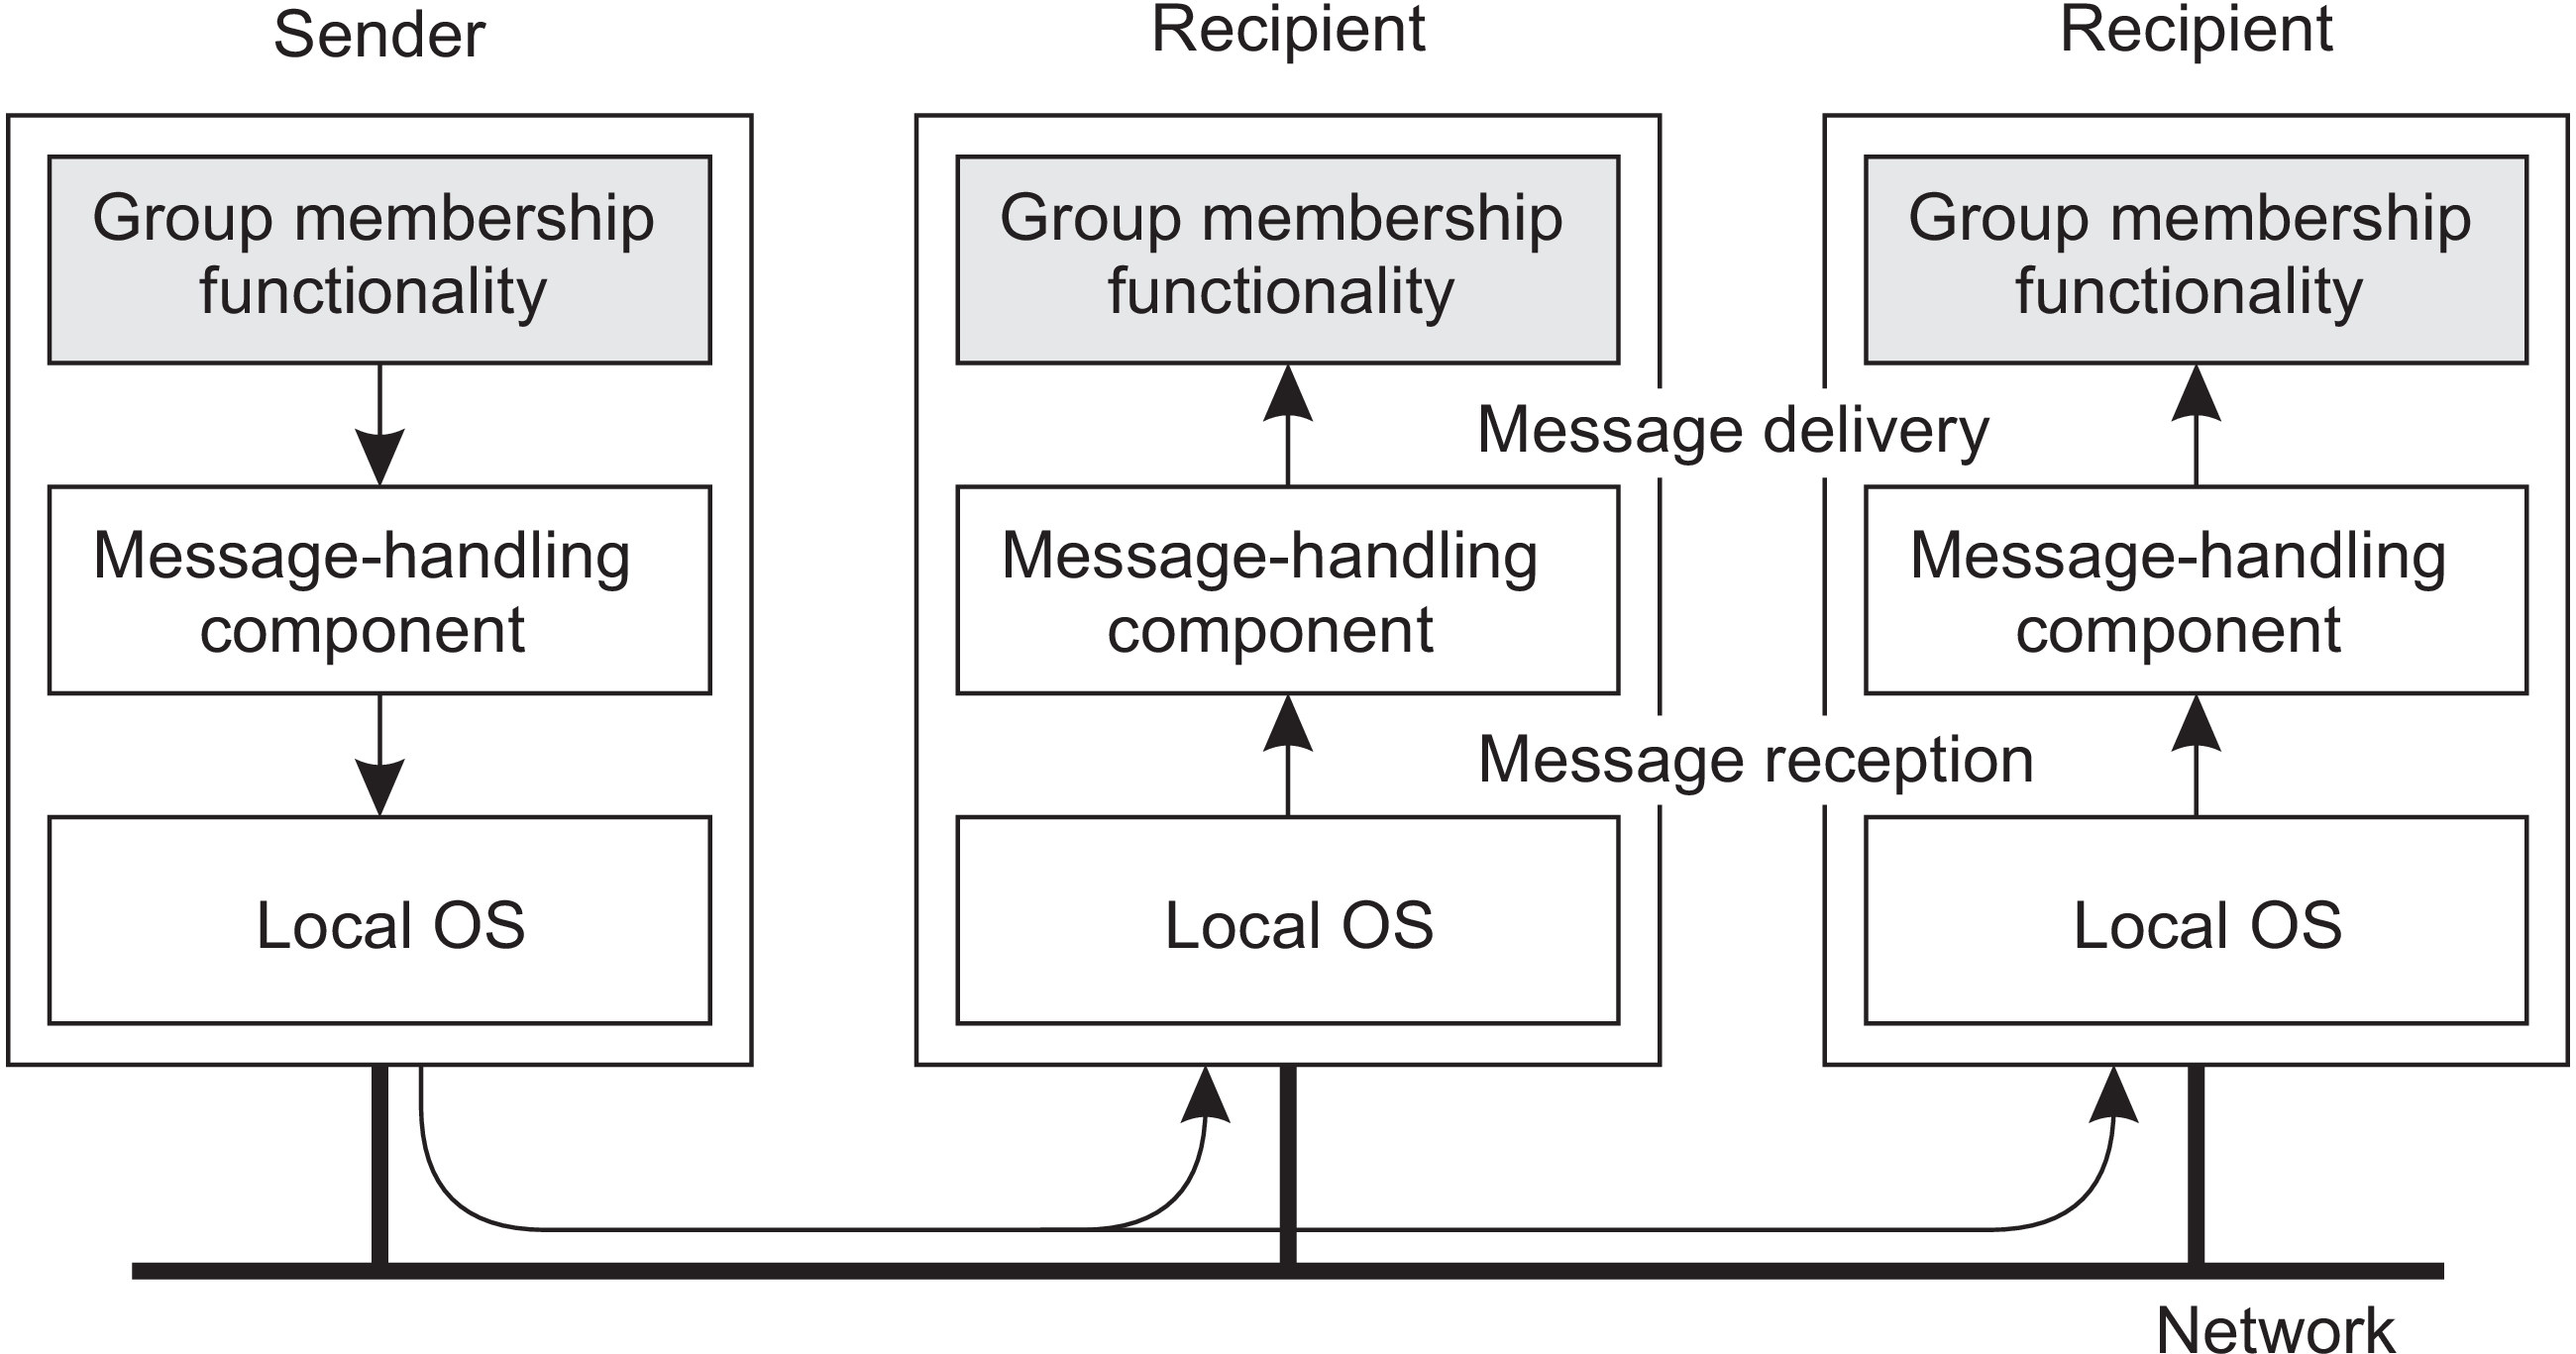 Sender
Recipient
Recipient
Group membership
functionality
Group membership
functionality
Group membership
functionality
Message delivery
Message-handling
component
Message-handling
component
Message-handling
component
Message reception
Local OS
Local OS
Local OS
Network